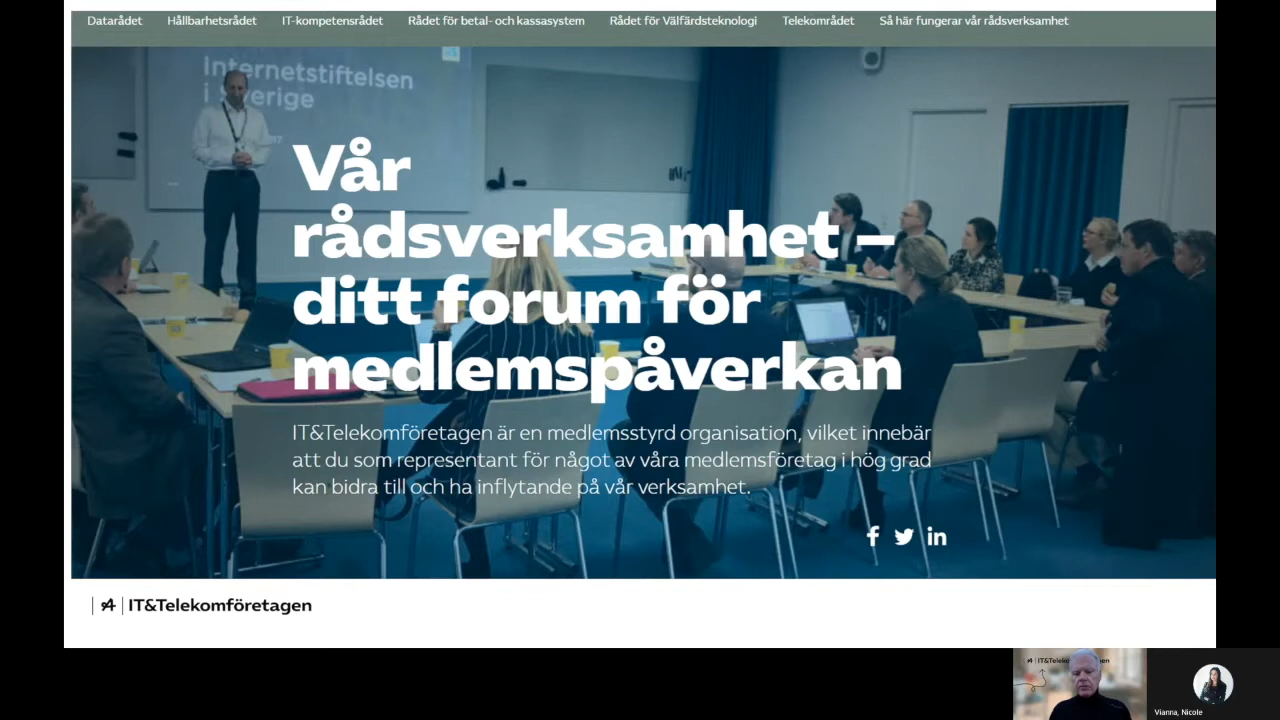 Datarådet Hållbarhetsrådet IT-kompetensrådet Rådet för betal- och kassasystem Rådet för Välfärdsteknologi Telekområdet Så här fungerar vår rådsverksamhet
Internetstiftelsen
i Sverige
Vår
rådsverksamhet –
ditt forum för
medlemspåverkan
IT&Telekomföretagen är en medlemsstyrd organisation, vilket innebär
att du som representant för något av våra medlemsföretag i hög grad
kan bidra till och ha inflytande på vår verksamhet.
IT&Telekomföretagen
Vianna, Nicole